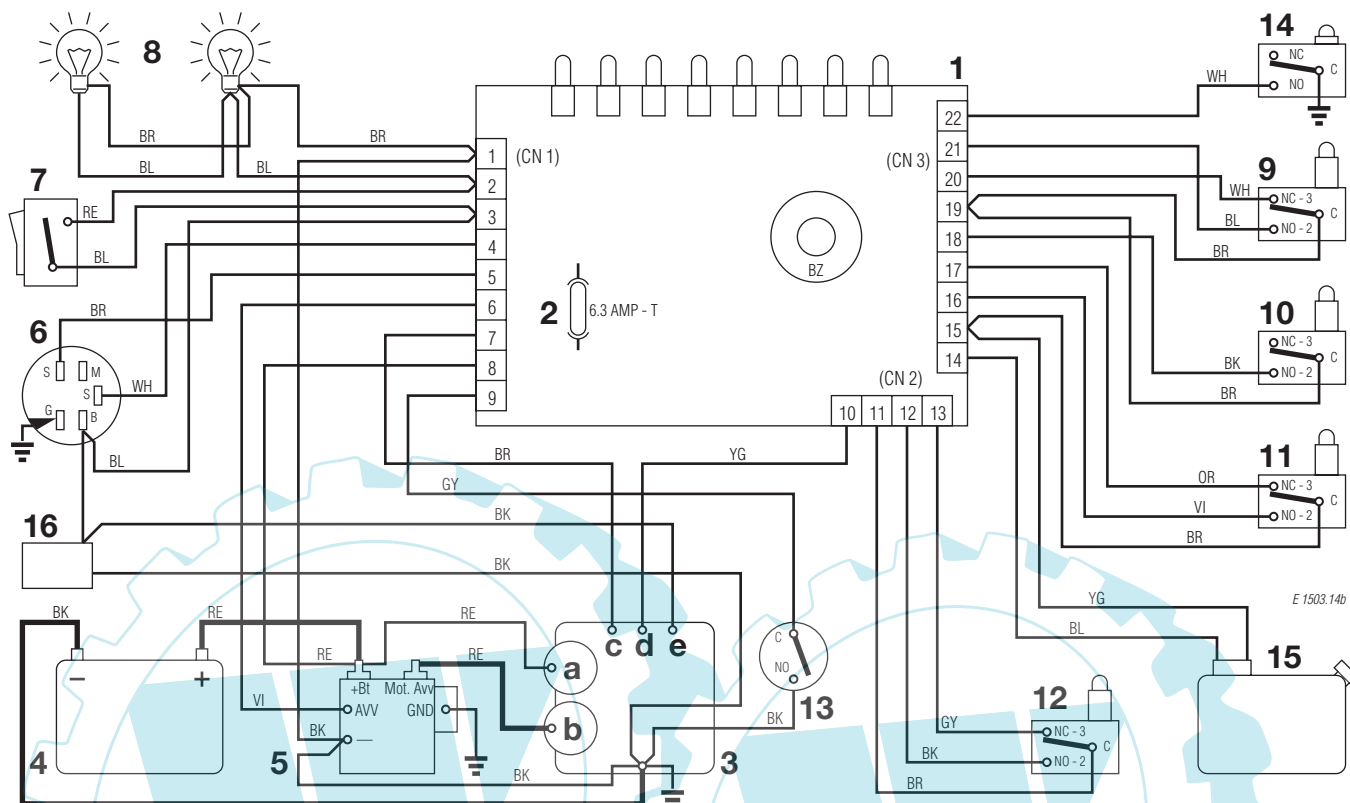 8
1
14
NC
C
NO
WH
22
BR
BR
1
(CN 1)
21
(CN 3)
BL
BL
2
20
9
7
RE
3
19
WH
NC - 3
C
BL
NO - 2
BL
4
18
BR
5
17
BZ
BR
6
2
6.3 AMP - T
16
10
6
7
15
NC - 3
C
S
M
8
14
BK
NO - 2
WH
S
9
(CN 2)
BR
G
B
10
11
12
13
11
BL
BR
YG
OR
NC - 3
C
GY
VI
NO - 2
16
BK
BR
BK
YG
E 1503.14b
BK
RE
RE
BL
15
c
d
e
C
–
+
RE
RE
a
NO
+Bt
Mot. Avv
13
12
VI
AVV
GND
b
BK
GY
NC - 3
BK
—
C
4
5
BK
3
BK
NO - 2
BR